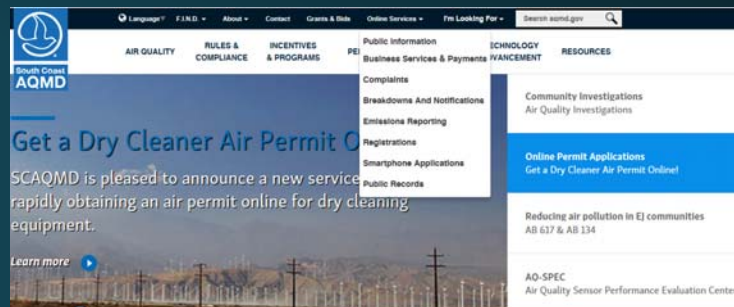 Language
F.I.N.D.
About
Contact
Grants & Bids
Online Services
I'm Looking For
Search aqmd.gov
South Coast
AQMD
AIR QUALITY
RULES &
COMPLIANCE
INCENTIVES
& PROGRAMS
RESOURCES
Public Information
Business Services & Payments
Complaints
Breakdowns And Notifications
Emissions Reporting
Registrations
Smartphone Applications
Public Records
Get a Dry Cleaner Air Permit
SCAQMD is pleased to announce a new service
rapidly obtaining an air permit online for dry cleaning
equipment.
Learn more
Community Investigations
Air Quality Investigations
Online Permit Applications
Get a Dry Cleaner Air Permit Online!
Reducing air pollution in EJ communities
AB 617 & AB 134
AQ-SPEC
Air Quality Sensor Performance Evaluation Center